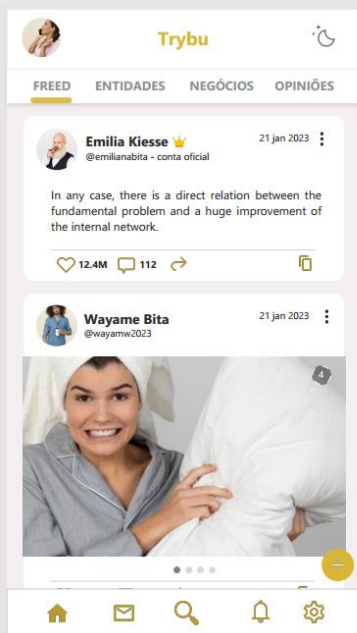 Trybu
FREED ENTIDADES NEGÓCIOS OPINIÕES
Emilia Kiesse
21 jan 2023
@emilianabita - conta oficial
In any case, there is a direct relation between the
fundamental problem and a huge improvement of
the internal network.
12.4M 112
Wayame Bita
21 jan 2023
@wayamw2023
4